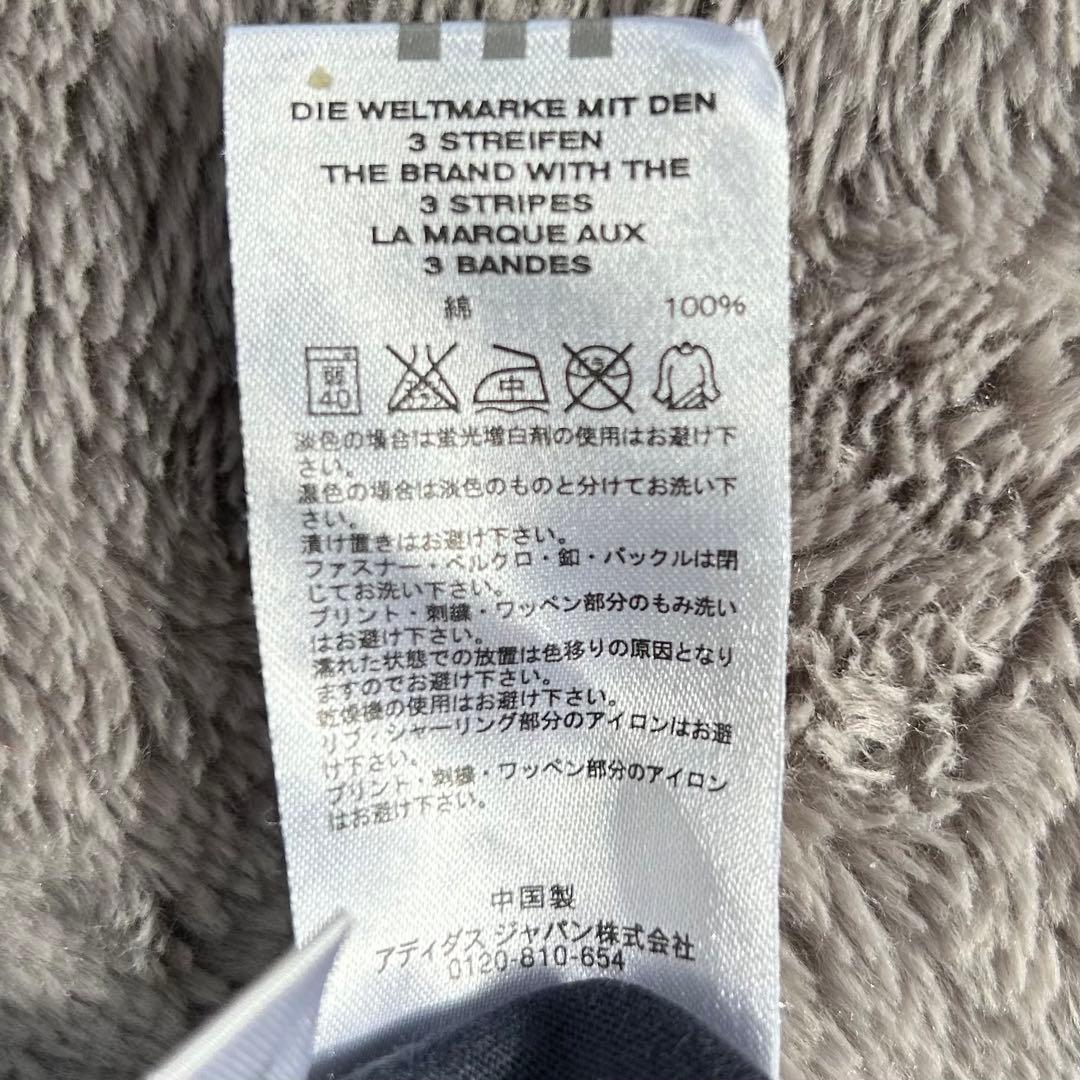 DIE WELTMARKE MIT DEN
3 STREIFEN
THE BRAND WITH THE
3 STRIPES
LA MARQUE AUX
3 BANDES
綿 100%
弱 エンソ 中 ドライ
40 サラシ
淡色の場合は蛍光増白剤の使用はお避け下
さい。
濃色の場合は淡色のものと分けてお洗い下
さい。
漬け置きはお避け下さい。
ファスナー・ベルクロ・釦・バックルは閉
じてお洗い下さい。
プリント・刺繍・ワッペン部分のもみ洗い
はお避け下さい。
濡れた状態での放置は色移りの原因となり
ますのでお避け下さい。
乾燥機の使用はお避け下さい。
リブ・シャーリング部分のアイロンはお避
け下さい。
プリント・刺繍・ワッペン部分のアイロン
はお避け下さい。
中国製
アディダス ジャパン株式会社
0120-810-654